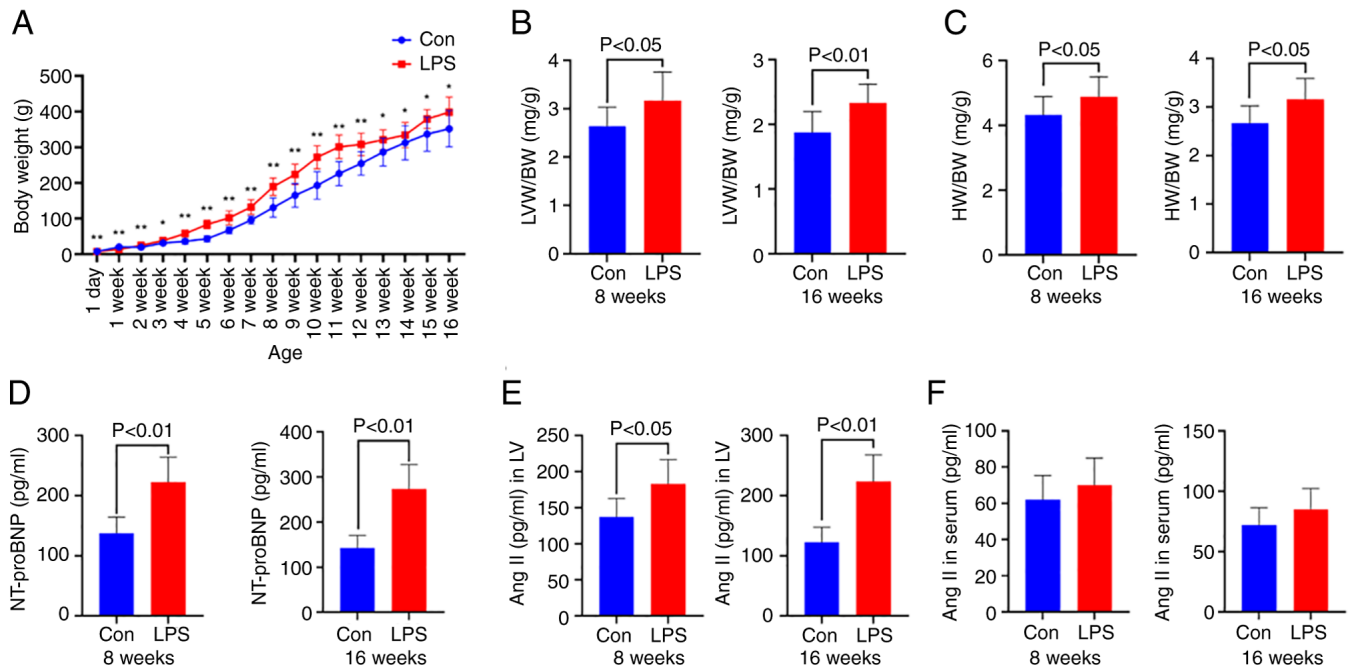 A
Con
LPS
Body weight (g)
500
400
300
200
100
0
** ** ** * ** ** ** ** ** ** ** ** ** * * * *
1 day
1 week
2 week
3 week
4 week
5 week
6 week
7 week
8 week
9 week
10 week
11 week
12 week
13 week
14 week
15 week
16 week
Age
B
LVW/BW (mg/g)
4
3
2
1
0
P<0.05
Con LPS
8 weeks
LVW/BW (mg/g)
3
2
1
0
P<0.01
Con LPS
16 weeks
C
HW/BW (mg/g)
6
4
2
0
P<0.05
Con LPS
8 weeks
HW/BW (mg/g)
4
3
2
1
0
P<0.05
Con LPS
16 weeks
D
NT-proBNP (pg/ml)
300
200
100
0
P<0.01
Con LPS
8 weeks
NT-proBNP (pg/ml)
400
300
200
100
0
P<0.01
Con LPS
16 weeks
E
Ang II (pg/ml) in LV
250
200
150
100
50
0
P<0.05
Con LPS
8 weeks
Ang II (pg/ml) in LV
300
200
100
0
P<0.01
Con LPS
16 weeks
F
Ang II in serum (pg/ml)
100
80
60
40
20
0
Con LPS
8 weeks
Ang II in serum (pg/ml)
150
100
50
0
Con LPS
16 weeks